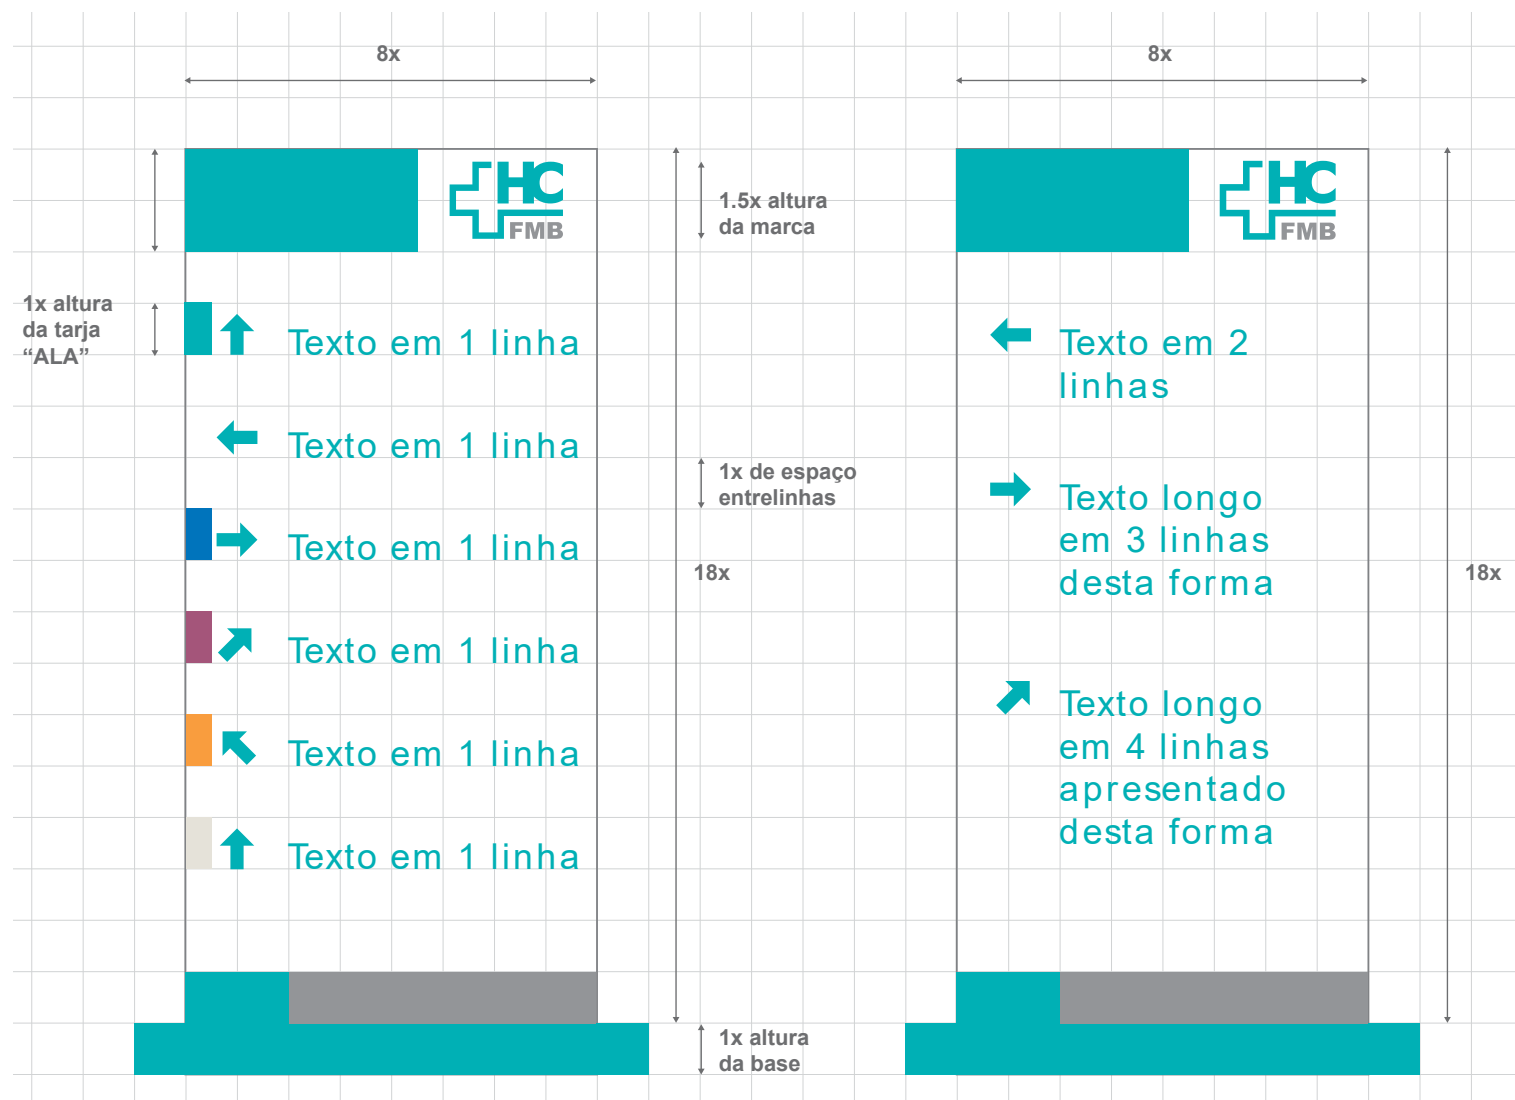 8x
8x
HC
FMB
1.5x altura
da marca
HC
FMB
1x altura
da tarja
“ALA”
Texto em 1 linha
Texto em 1 linha
Texto em 1 linha
Texto em 1 linha
Texto em 1 linha
Texto em 1 linha
1x de espaço
entrelinhas
18x
Texto em 2
linhas
Texto longo
em 3 linhas
desta forma
Texto longo
em 4 linhas
apresentado
desta forma
18x
1x altura
da base